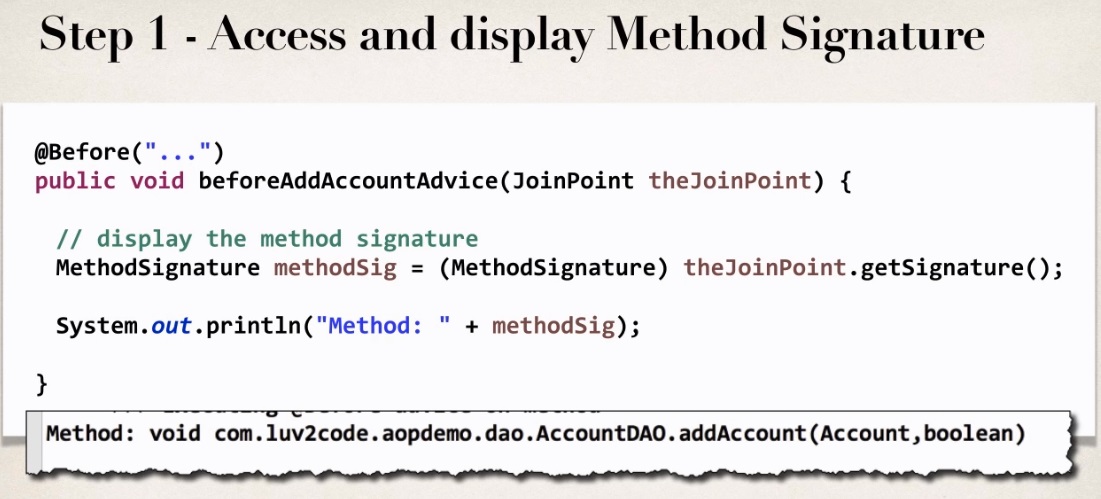 Step 1 - Access and display Method Signature
@Before("...")
public void beforeAddAccountAdvice(JoinPoint theJoinPoint) {
// display the method signature
MethodSignature methodSig = (MethodSignature) theJoinPoint.getSignature();
System.out.println("Method: " + methodSig);
}
Method: void com.luv2code.aopdemo.dao.AccountDAO.addAccount(Account,boolean)